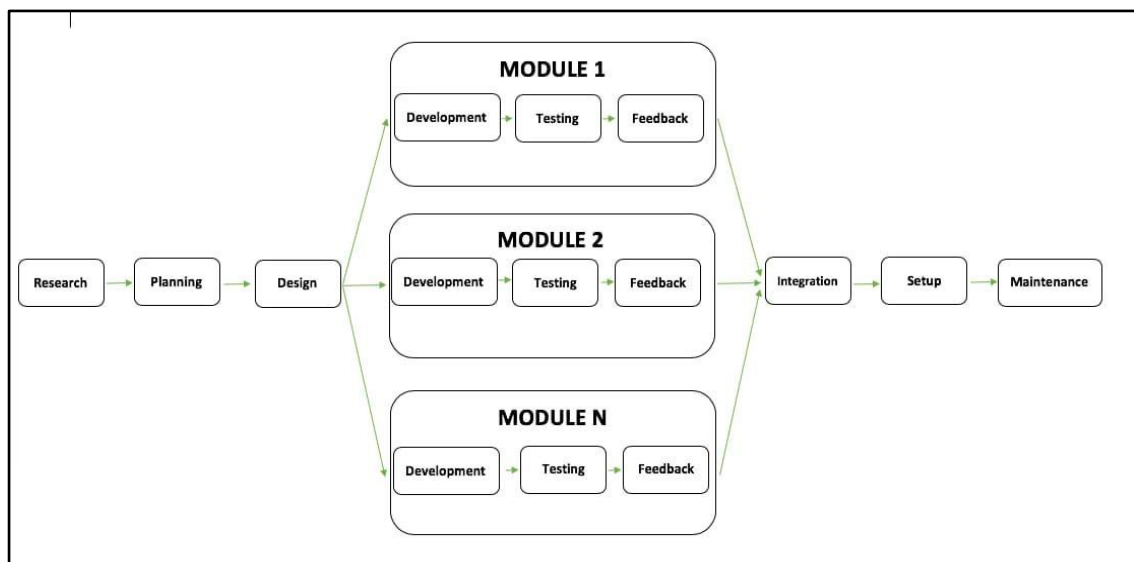 MODULE 1
Development
Testing
Feedback
MODULE 2
Research
Planning
Design
Development
Testing
Feedback
Integration
Setup
Maintenance
MODULE N
Development
Testing
Feedback